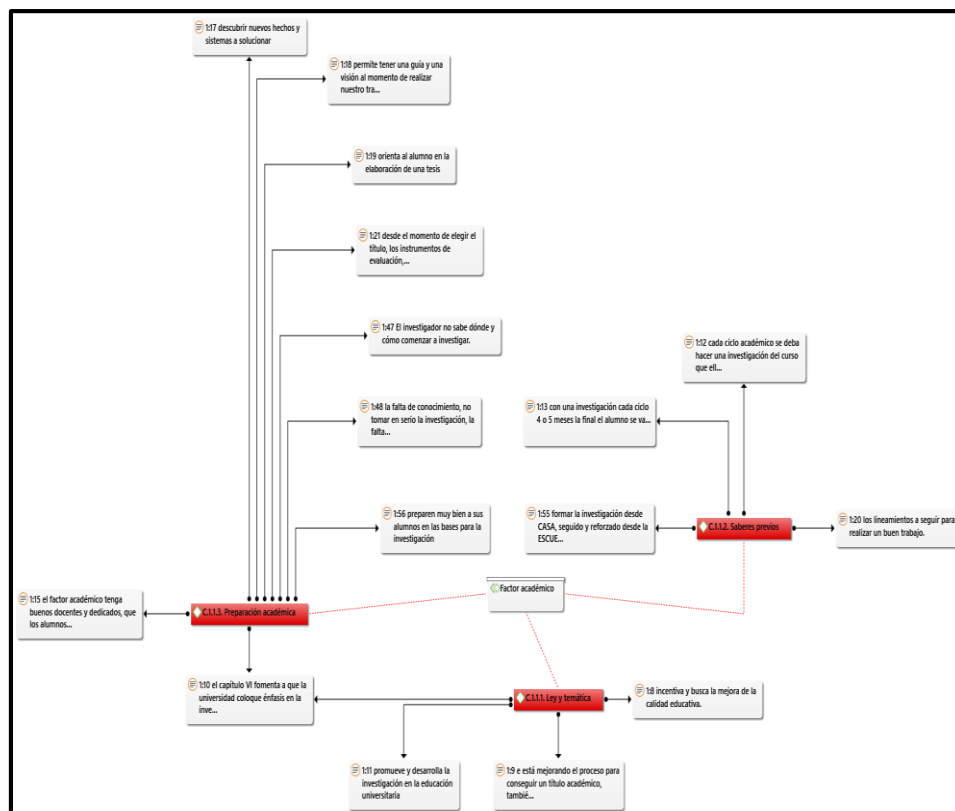 1:17 descubrir nuevos hechos y
sistemas a solucionar
1:18 permite tener una guía y una
visión al momento de realizar
nuestro tra...
1:19 orienta al alumno en la
elaboración de una tesis
1:21 desde el momento de elegir el
título, los instrumentos de
evaluación,...
1:47 El investigador no sabe dónde y
cómo comenzar a investigar.
1:12 cada ciclo académico se deba
hacer una investigación del curso
que ell...
1:48 la falta de conocimiento, no
tomar en serio la investigación, la
falta...
1:13 con una investigación cada ciclo
4 o 5 meses la final el alumno se va...
1:56 preparen muy bien a sus
alumnos en las bases para la
investigación
1:55 formar la investigación desde
CASA, seguido y reforzado desde la
ESCUE...
C.1.1.2. Saberes previos
1:20 los lineamientos a seguir para
realizar un buen trabajo.
1:15 el factor académico tenga
buenos docentes y dedicados, que
los alumnos...
C.1.1.3. Preparación académica
Factor académico
1:10 el capítulo VI fomenta a que la
universidad coloque énfasis en la
inve...
C.1.1.1. Ley y temática
1:8 incentiva y busca la mejora de la
calidad educativa.
1:11 promueve y desarrolla la
investigación en la educación
universitaria
1:9 e está mejorando el proceso para
conseguir un título académico,
tambié...